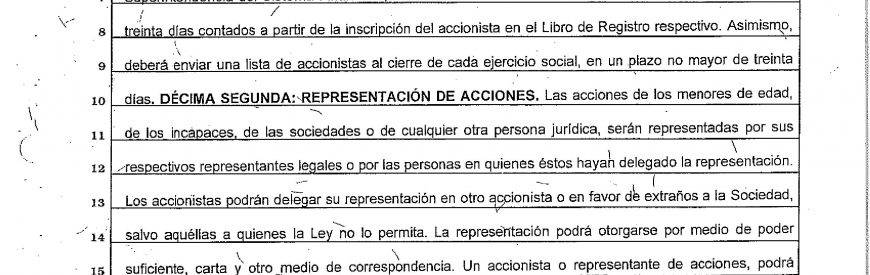 8 treinta días contados a partir de la inscripción del accionista en el Libro de Registro respectivo. Asimismo,
9 deberá enviar una lista de accionistas al cierre de cada ejercicio social, en un plazo no mayor de treinta
10 días. DÉCIMA SEGUNDA: REPRESENTACIÓN DE ACCIONES. Las acciones de los menores de edad,
11 de los incapaces, de las sociedades o de cualquier otra persona jurídica, serán representadas por sus
12 respectivos representantes legales o por las personas en quienes éstos hayan delegado la representación.
13 Los accionistas podrán delegar su representación en otro accionista o en favor de extraños a la Sociedad,
14 salvo aquéllas a quienes la Ley no lo permita. La representación podrá otorgarse por medio de poder
15 suficiente, carta y otro medio de correspondencia. Un accionista o representante de acciones, podrá